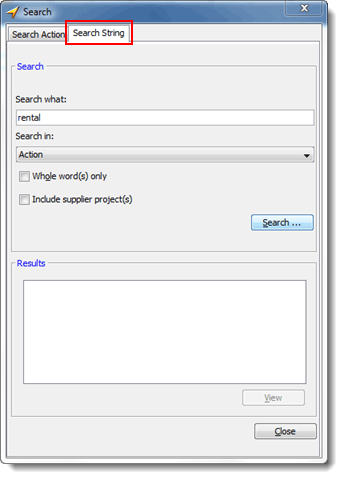 Search
Search Action
Search String
Search
Search what:
rental
Search in:
Action
Whole word(s) only
Include supplier project(s)
Search ...
Results
View
Close